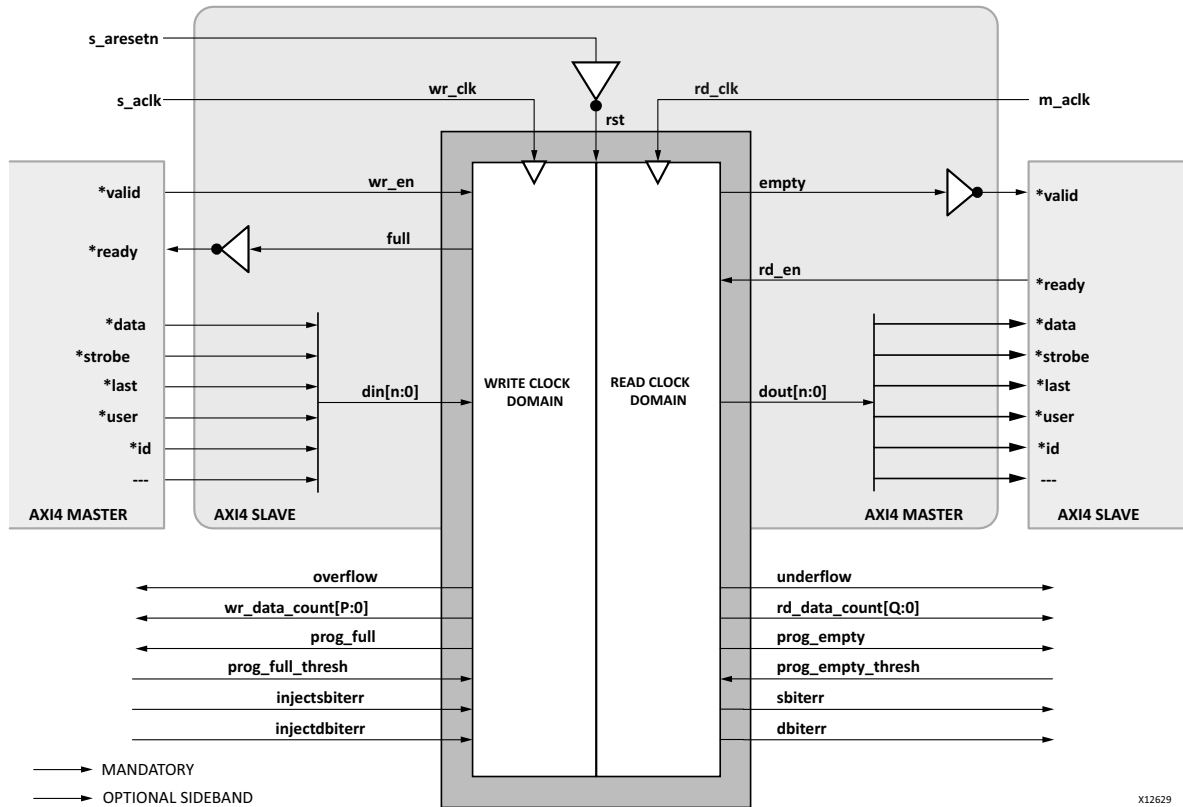 s_aresetn
s_aclk
wr_clk
rd_clk
m_aclk
rst
*valid
wr_en
empty
*valid
*ready
full
rd_en
*ready
*data
*data
*strobe
*strobe
*last
*last
din[n:0]
WRITE CLOCK
DOMAIN
READ CLOCK
DOMAIN
dout[n:0]
*user
*user
*id
*id
---
---
AXI4 MASTER
AXI4 SLAVE
AXI4 MASTER
AXI4 SLAVE
overflow
underflow
wr_data_count[P:0]
rd_data_count[Q:0]
prog_full
prog_empty
prog_full_thresh
prog_empty_thresh
injectsbiterr
sbiterr
injectdbiterr
dbiterr
MANDATORY
OPTIONAL SIDEBAND
X12629